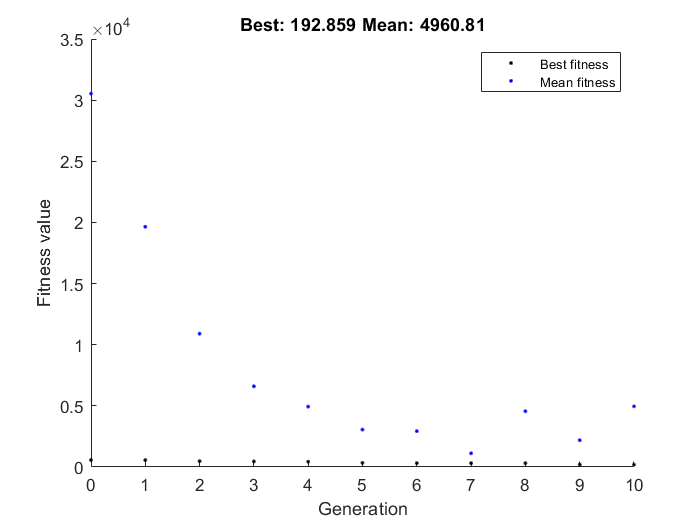 Best: 192.859 Mean: 4960.81
×10^4
3.5
3
2.5
2
1.5
1
0.5
0
Fitness value
Best fitness
Mean fitness
0 1 2 3 4 5 6 7 8 9 10
Generation